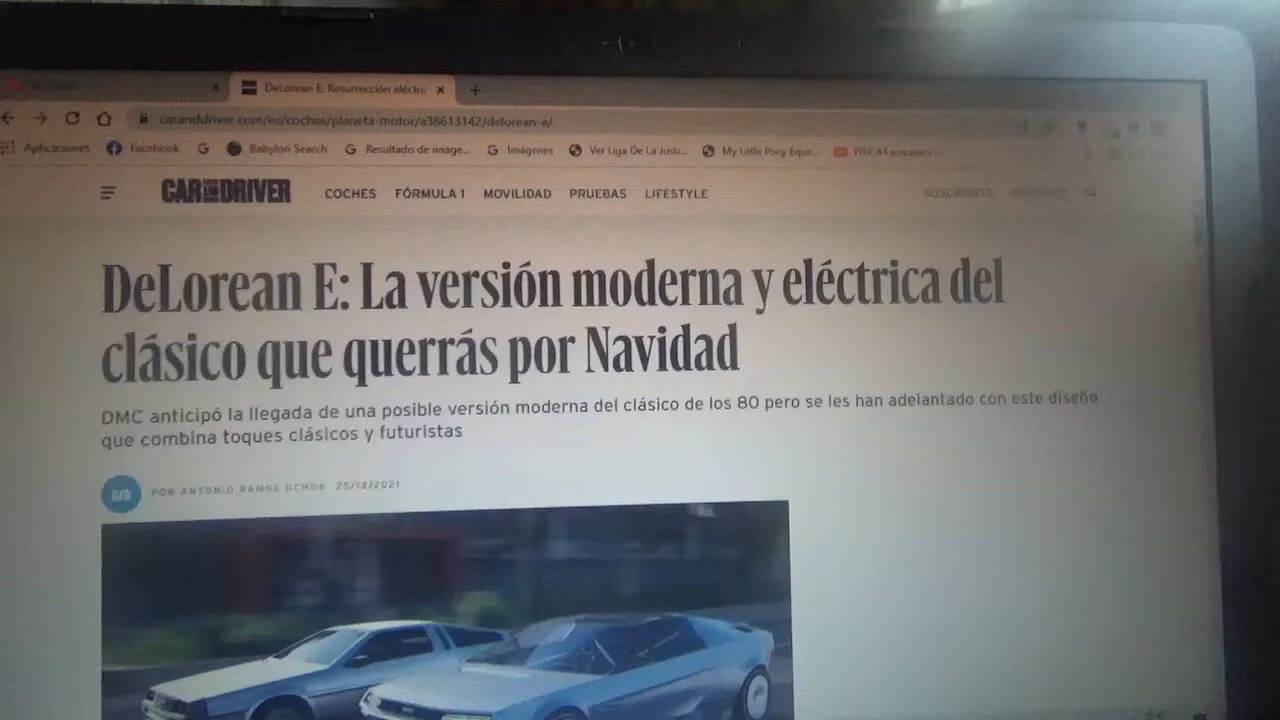 DeLorean E: Resurrección eléctri
caranddriver.com/es/coches/planeta-motor/a38613142/delorean-e/
Aplicaciones Facebook Babylon Search Resultado de image... Imágenes Ver Liga De La Justi... My Little Pony Eque... FISICA1
CAR AND DRIVER COCHES FÓRMULA 1 MOVILIDAD PRUEBAS LIFESTYLE SUSCRÍBETE
DeLorean E: La versión moderna y eléctrica del
clásico que querrás por Navidad
DMC anticipó la llegada de una posible versión moderna del clásico de los 80 pero se les han adelantado con este diseño
que combina toques clásicos y futuristas
C/D POR ANTONIO RAMOS OCHOA 25/12/2021